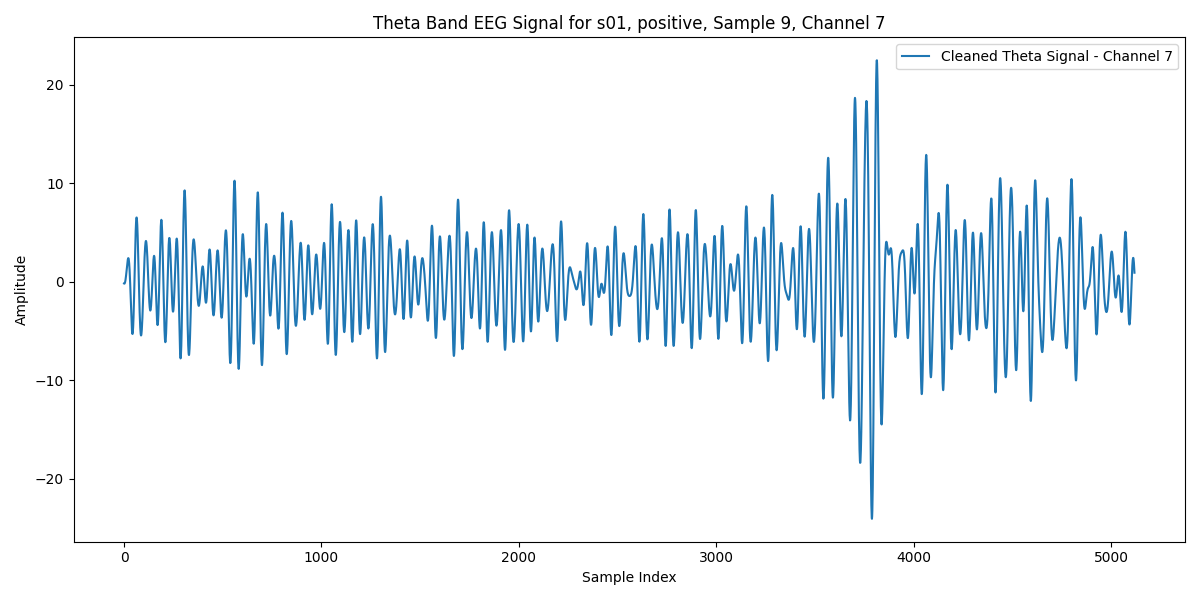 Theta Band EEG Signal for s01, positive, Sample 9, Channel 7
Cleaned Theta Signal - Channel 7
Amplitude
20
10
0
−10
−20
0 1000 2000 3000 4000 5000
Sample Index